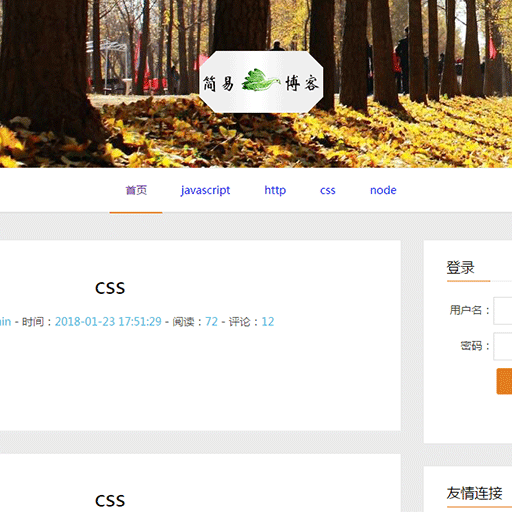 简易 博客
首页 javascript http css node
css
in - 时间：2018-01-23 17:51:29 - 阅读：72 - 评论：12
登录
用户名：
密码：
css
友情连接